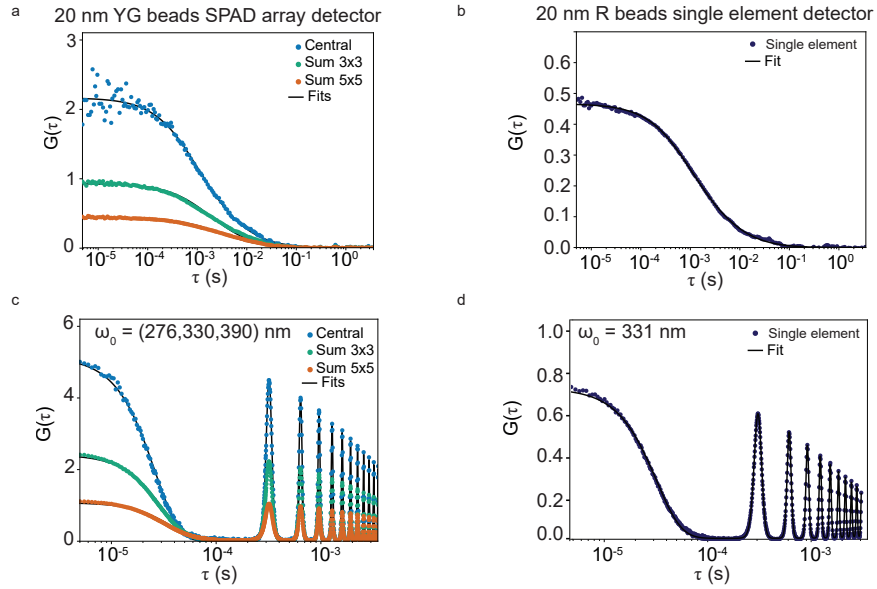 a
20 nm YG beads SPAD array detector
3
2
1
0
G(τ)
Central
Sum 3x3
Sum 5x5
Fits
10⁻⁵ 10⁻⁴ 10⁻³ 10⁻² 10⁻¹ 10⁰
τ (s)
b
20 nm R beads single element detector
0.6
0.5
0.4
0.3
0.2
0.1
0.0
G(τ)
Single element
Fit
10⁻⁵ 10⁻⁴ 10⁻³ 10⁻² 10⁻¹ 10⁰
τ (s)
c
ω₀ = (276,330,390) nm
6
4
2
0
G(τ)
Central
Sum 3x3
Sum 5x5
Fits
10⁻⁵ 10⁻⁴ 10⁻³
τ (s)
d
ω₀ = 331 nm
1.0
0.8
0.6
0.4
0.2
0.0
G(τ)
Single element
Fit
10⁻⁵ 10⁻⁴ 10⁻³
τ (s)